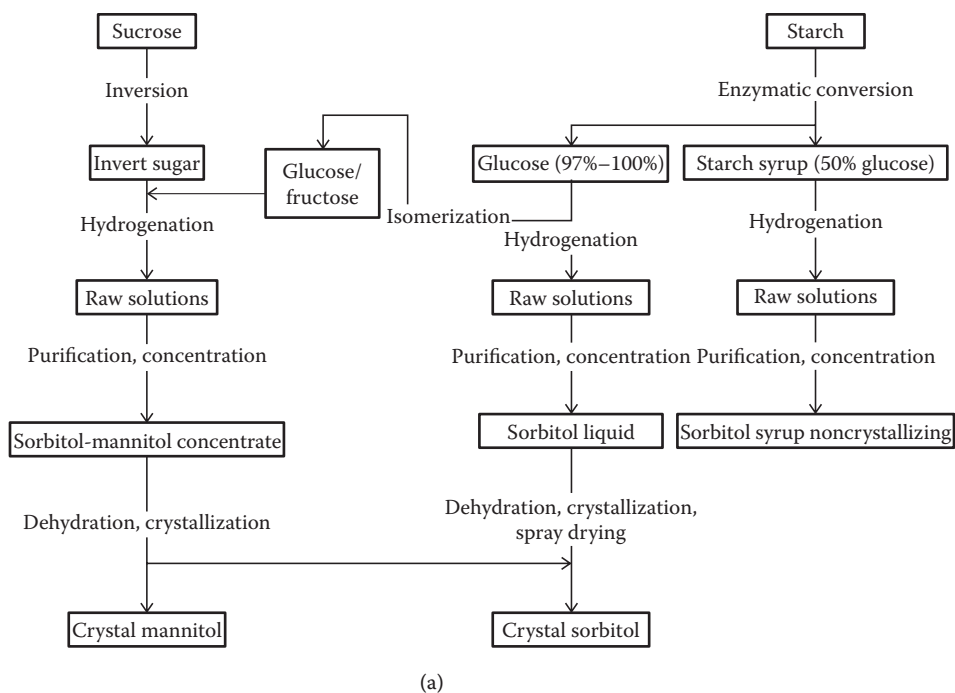 Sucrose
Starch
Inversion
Enzymatic conversion
Invert sugar
Glucose/
fructose
Glucose (97%–100%)
Starch syrup (50% glucose)
Isomerization
Hydrogenation
Hydrogenation
Hydrogenation
Raw solutions
Raw solutions
Raw solutions
Purification, concentration
Purification, concentration
Purification, concentration
Sorbitol-mannitol concentrate
Sorbitol liquid
Sorbitol syrup noncrystallizing
Dehydration, crystallization
Dehydration, crystallization,
spray drying
Crystal mannitol
Crystal sorbitol
(a)